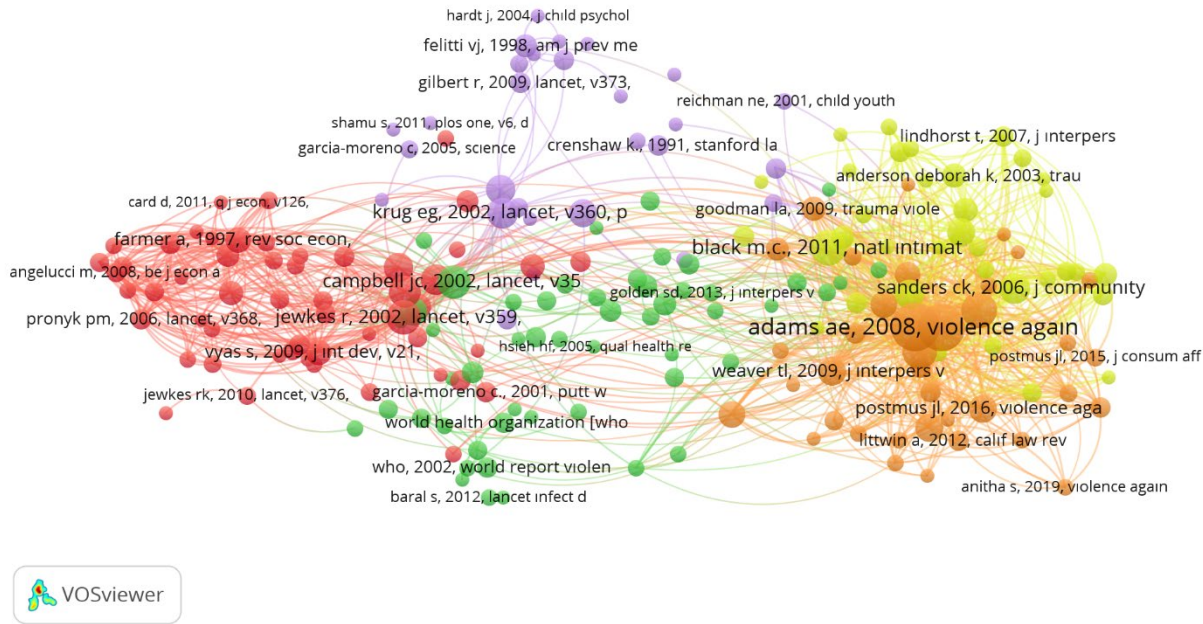 hardt j, 2004, j child psychol
felitti vj, 1998, am j prev me
gilbert r, 2009, lancet, v373,
reichman ne, 2001, child youth
shamu s, 2011, plos one, v6, d
lindhorst t, 2007, j interpers
garcia-moreno c, 2005, science
crenshaw k., 1991, stanford la
anderson deborah k, 2003, trau
card d, 2011, q j econ, v126,
krug eg, 2002, lancet, v360, p
goodman la, 2009, trauma viole
farmer a, 1997, rev soc econ,
black m.c., 2011, natl intimat
angelucci m, 2008, be j econ a
campbell jc, 2002, lancet, v35
sanders ck, 2006, j community
golden sd, 2013, j interpers v
pronyk pm, 2006, lancet, v368,
jewkes r, 2002, lancet, v359,
adams ae, 2008, violence again
hsieh hf, 2005, qual health re
vyas s, 2009, j int dev, v21,
postmus jl, 2015, j consum aff
weaver tl, 2009, j interpers v
jewkes rk, 2010, lancet, v376,
garcia-moreno c., 2001, putt w
postmus jl, 2016, violence aga
world health organization [who
littwin a, 2012, calif law rev
who, 2002, world report violen
anitha s, 2019, violence again
baral s, 2012, lancet infect d
VOSviewer